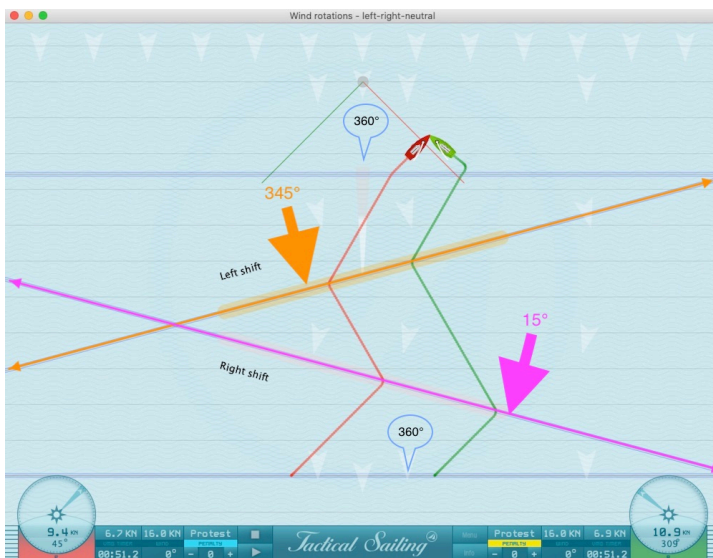 Wind rotations - left-right-neutral
360°
345°
Left shift
15°
Right shift
360°
9.4 KN
45°
6.7 KN 16.0 KN Protest
00:51.2 0° - 0 +
Tactical Sailing ®
Menu Protest 16.0 KN 6.9 KN
- 0 + 0° 00:51.2
10.9 KN
309°